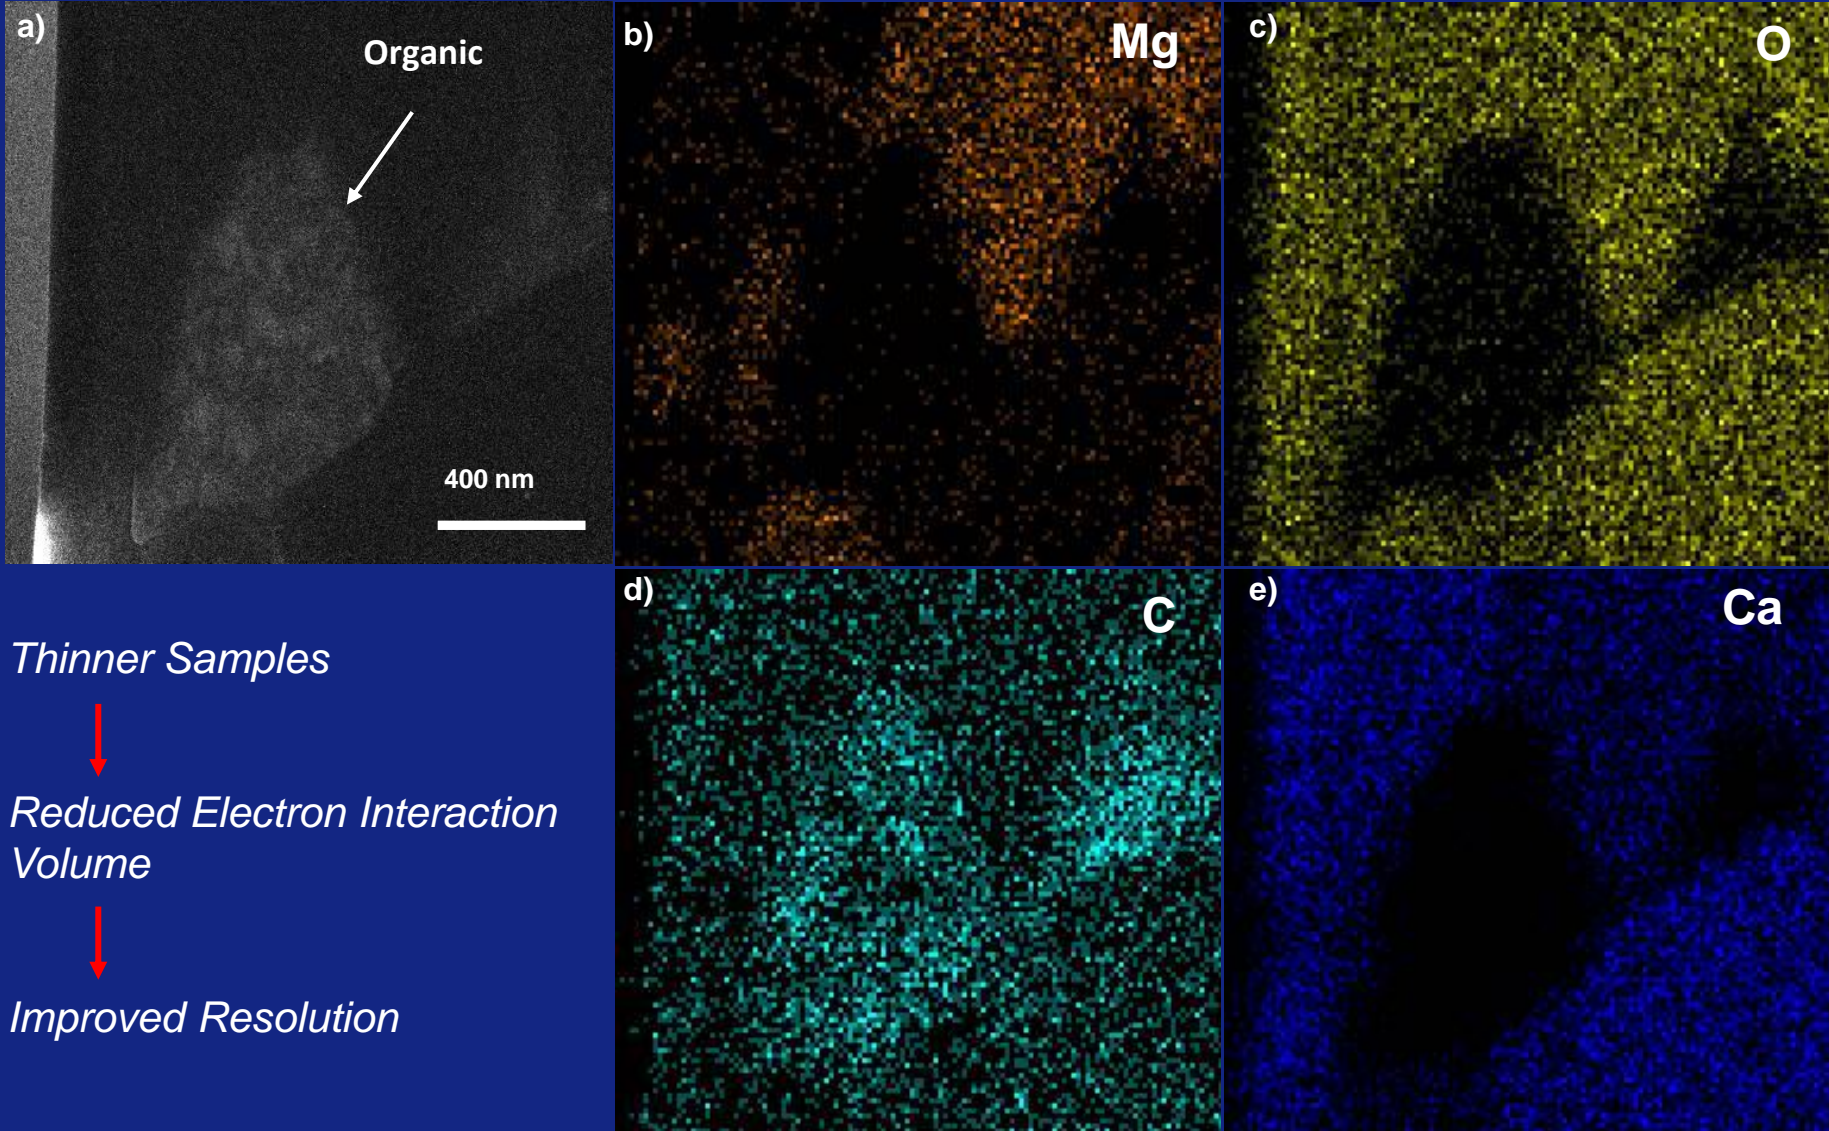 a)
Organic
400 nm
b)
Mg
c)
O
Thinner Samples
Reduced Electron Interaction
Volume
Improved Resolution
d)
C
e)
Ca